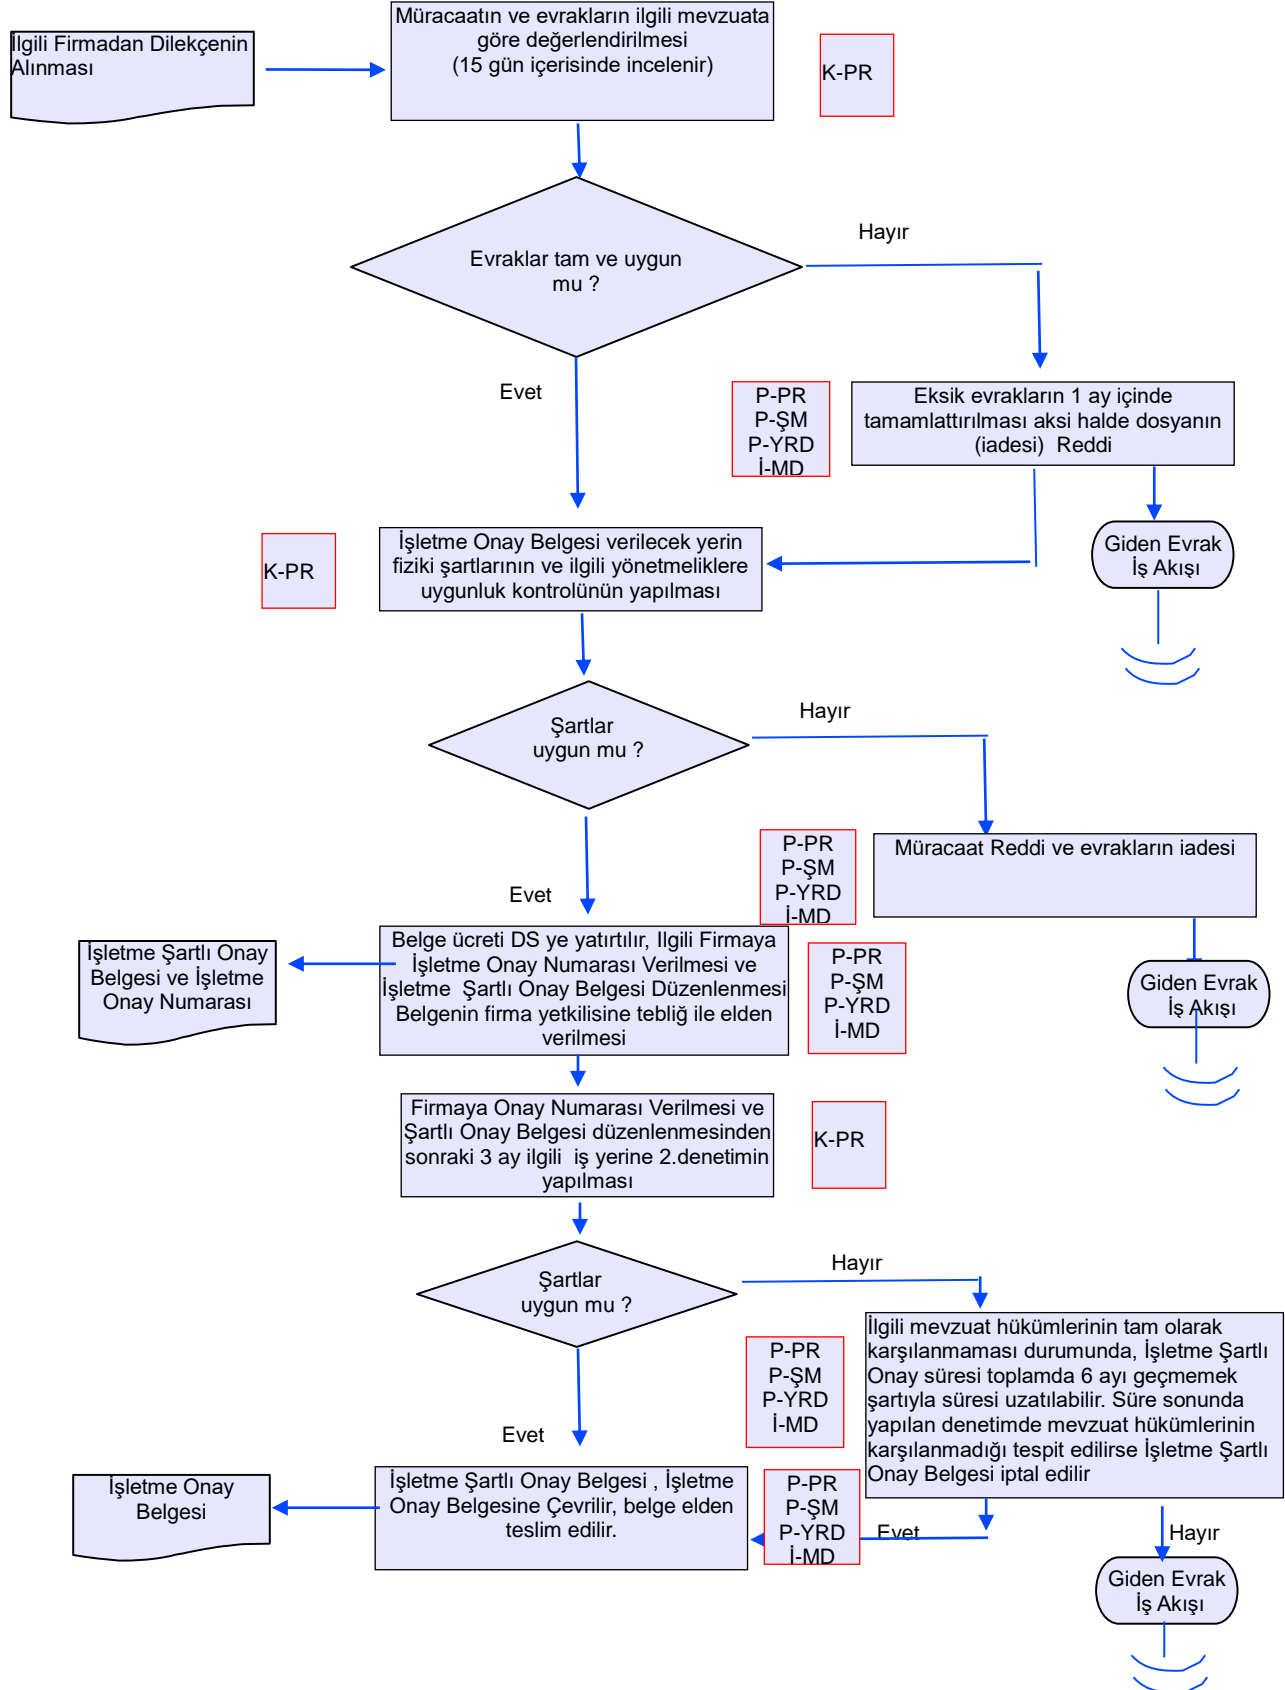 İlgili Firmadan Dilekçenin
Alınması
Müracaatın ve evrakların ilgili mevzuata
göre değerlendirilmesi
(15 gün içerisinde incelenir)
K-PR
Evraklar tam ve uygun
mu ?
Hayır
Evet
P-PR
P-ŞM
P-YRD
İ-MD
Eksik evrakların 1 ay içinde
tamamlattırılması aksi halde dosyanın
(iadesi) Reddi
Giden Evrak
İş Akışı
K-PR
İşletme Onay Belgesi verilecek yerin
fiziki şartlarının ve ilgili yönetmeliklere
uygunluk kontrolünün yapılması
Şartlar
uygun mu ?
Hayır
Evet
P-PR
P-ŞM
P-YRD
İ-MD
Müracaat Reddi ve evrakların iadesi
Giden Evrak
İş Akışı
İşletme Şartlı Onay
Belgesi ve İşletme
Onay Numarası
Belge ücreti DS ye yatırtılır, Ilgili Firmaya
İşletme Onay Numarası Verilmesi ve
İşletme Şartlı Onay Belgesi Düzenlenmesi
Belgenin firma yetkilisine tebliğ ile elden
verilmesi
P-PR
P-ŞM
P-YRD
İ-MD
Firmaya Onay Numarası Verilmesi ve
Şartlı Onay Belgesi düzenlenmesinden
sonraki 3 ay ilgili iş yerine 2.denetimin
yapılması
K-PR
Şartlar
uygun mu ?
Hayır
Evet
P-PR
P-ŞM
P-YRD
İ-MD
İlgili mevzuat hükümlerinin tam olarak
karşılanmaması durumunda, İşletme Şartlı
Onay süresi toplamda 6 ayı geçmemek
şartıyla süresi uzatılabilir. Süre sonunda
yapılan denetimde mevzuat hükümlerinin
karşılanmadığı tespit edilirse İşletme Şartlı
Onay Belgesi iptal edilir
İşletme Onay
Belgesi
İşletme Şartlı Onay Belgesi , İşletme
Onay Belgesine Çevrilir, belge elden
teslim edilir.
P-PR
P-ŞM
P-YRD
İ-MD
Evet
Hayır
Giden Evrak
İş Akışı